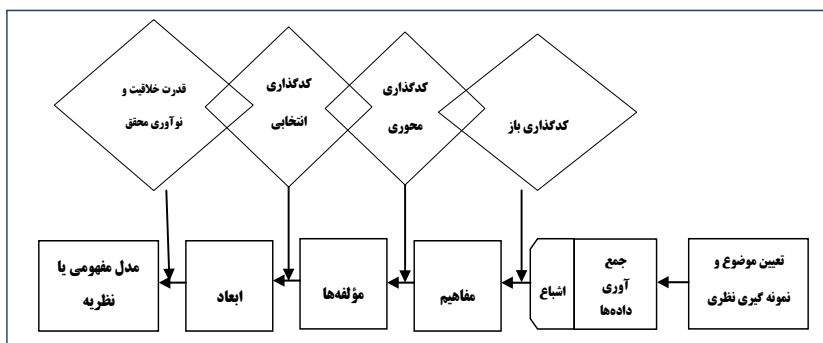 کدگذاری باز
کدگذاری
محوری
کدگذاری
انتخابی
قدرت خلاقیت و
نوآوری محقق
تعیین موضوع و
نمونه گیری نظری
جمع
آوری
داده‌ها
اشباع
مفاهیم
مؤلفه‌ها
ابعاد
مدل مفهومی یا
نظریه